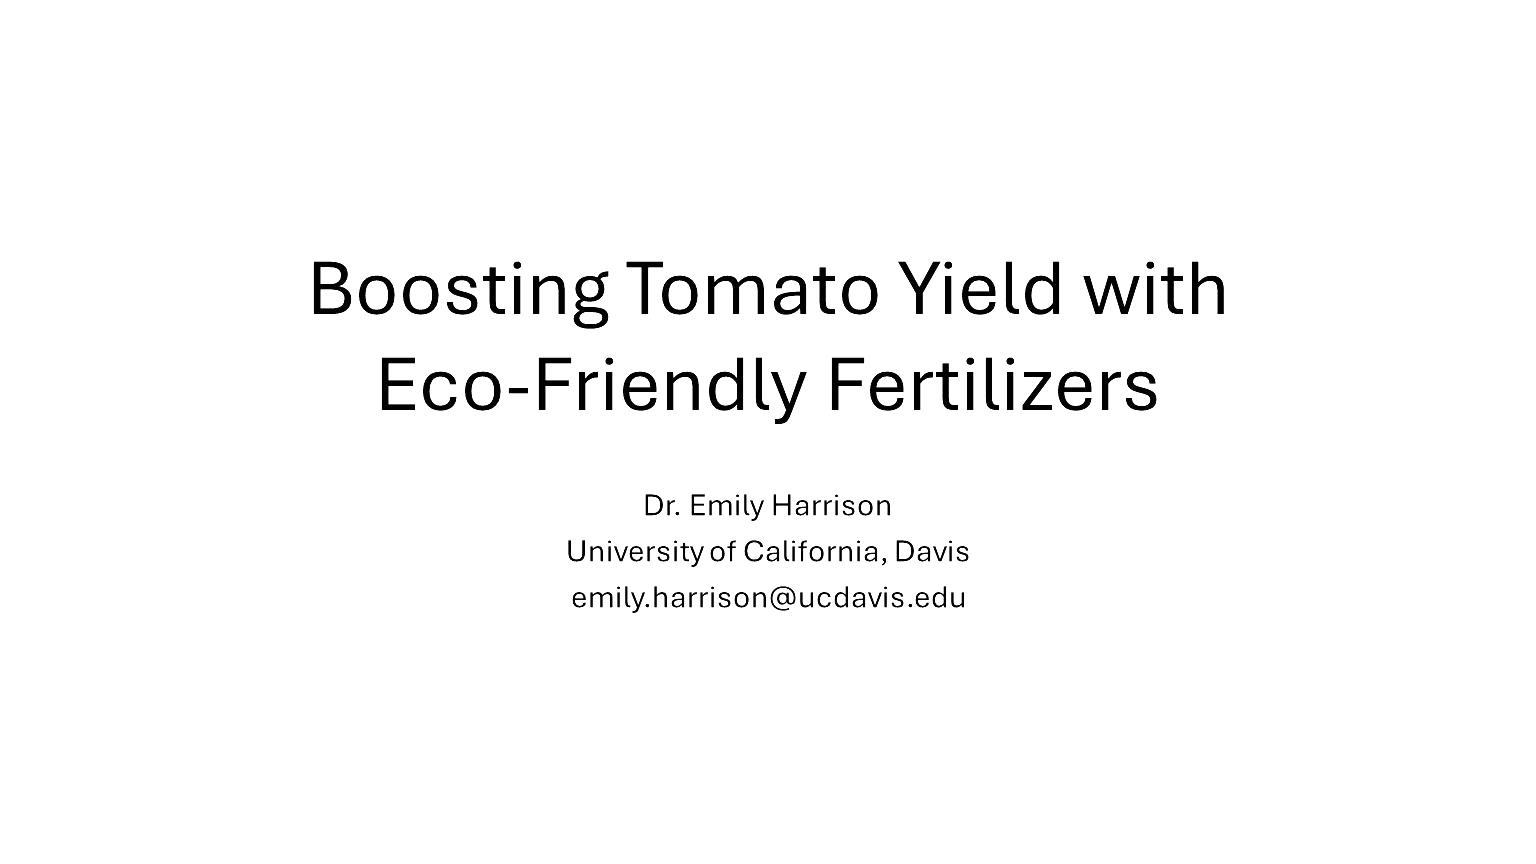 Boosting Tomato Yield with
Eco-Friendly Fertilizers
Dr. Emily Harrison
University of California, Davis
emily.harrison@ucdavis.edu